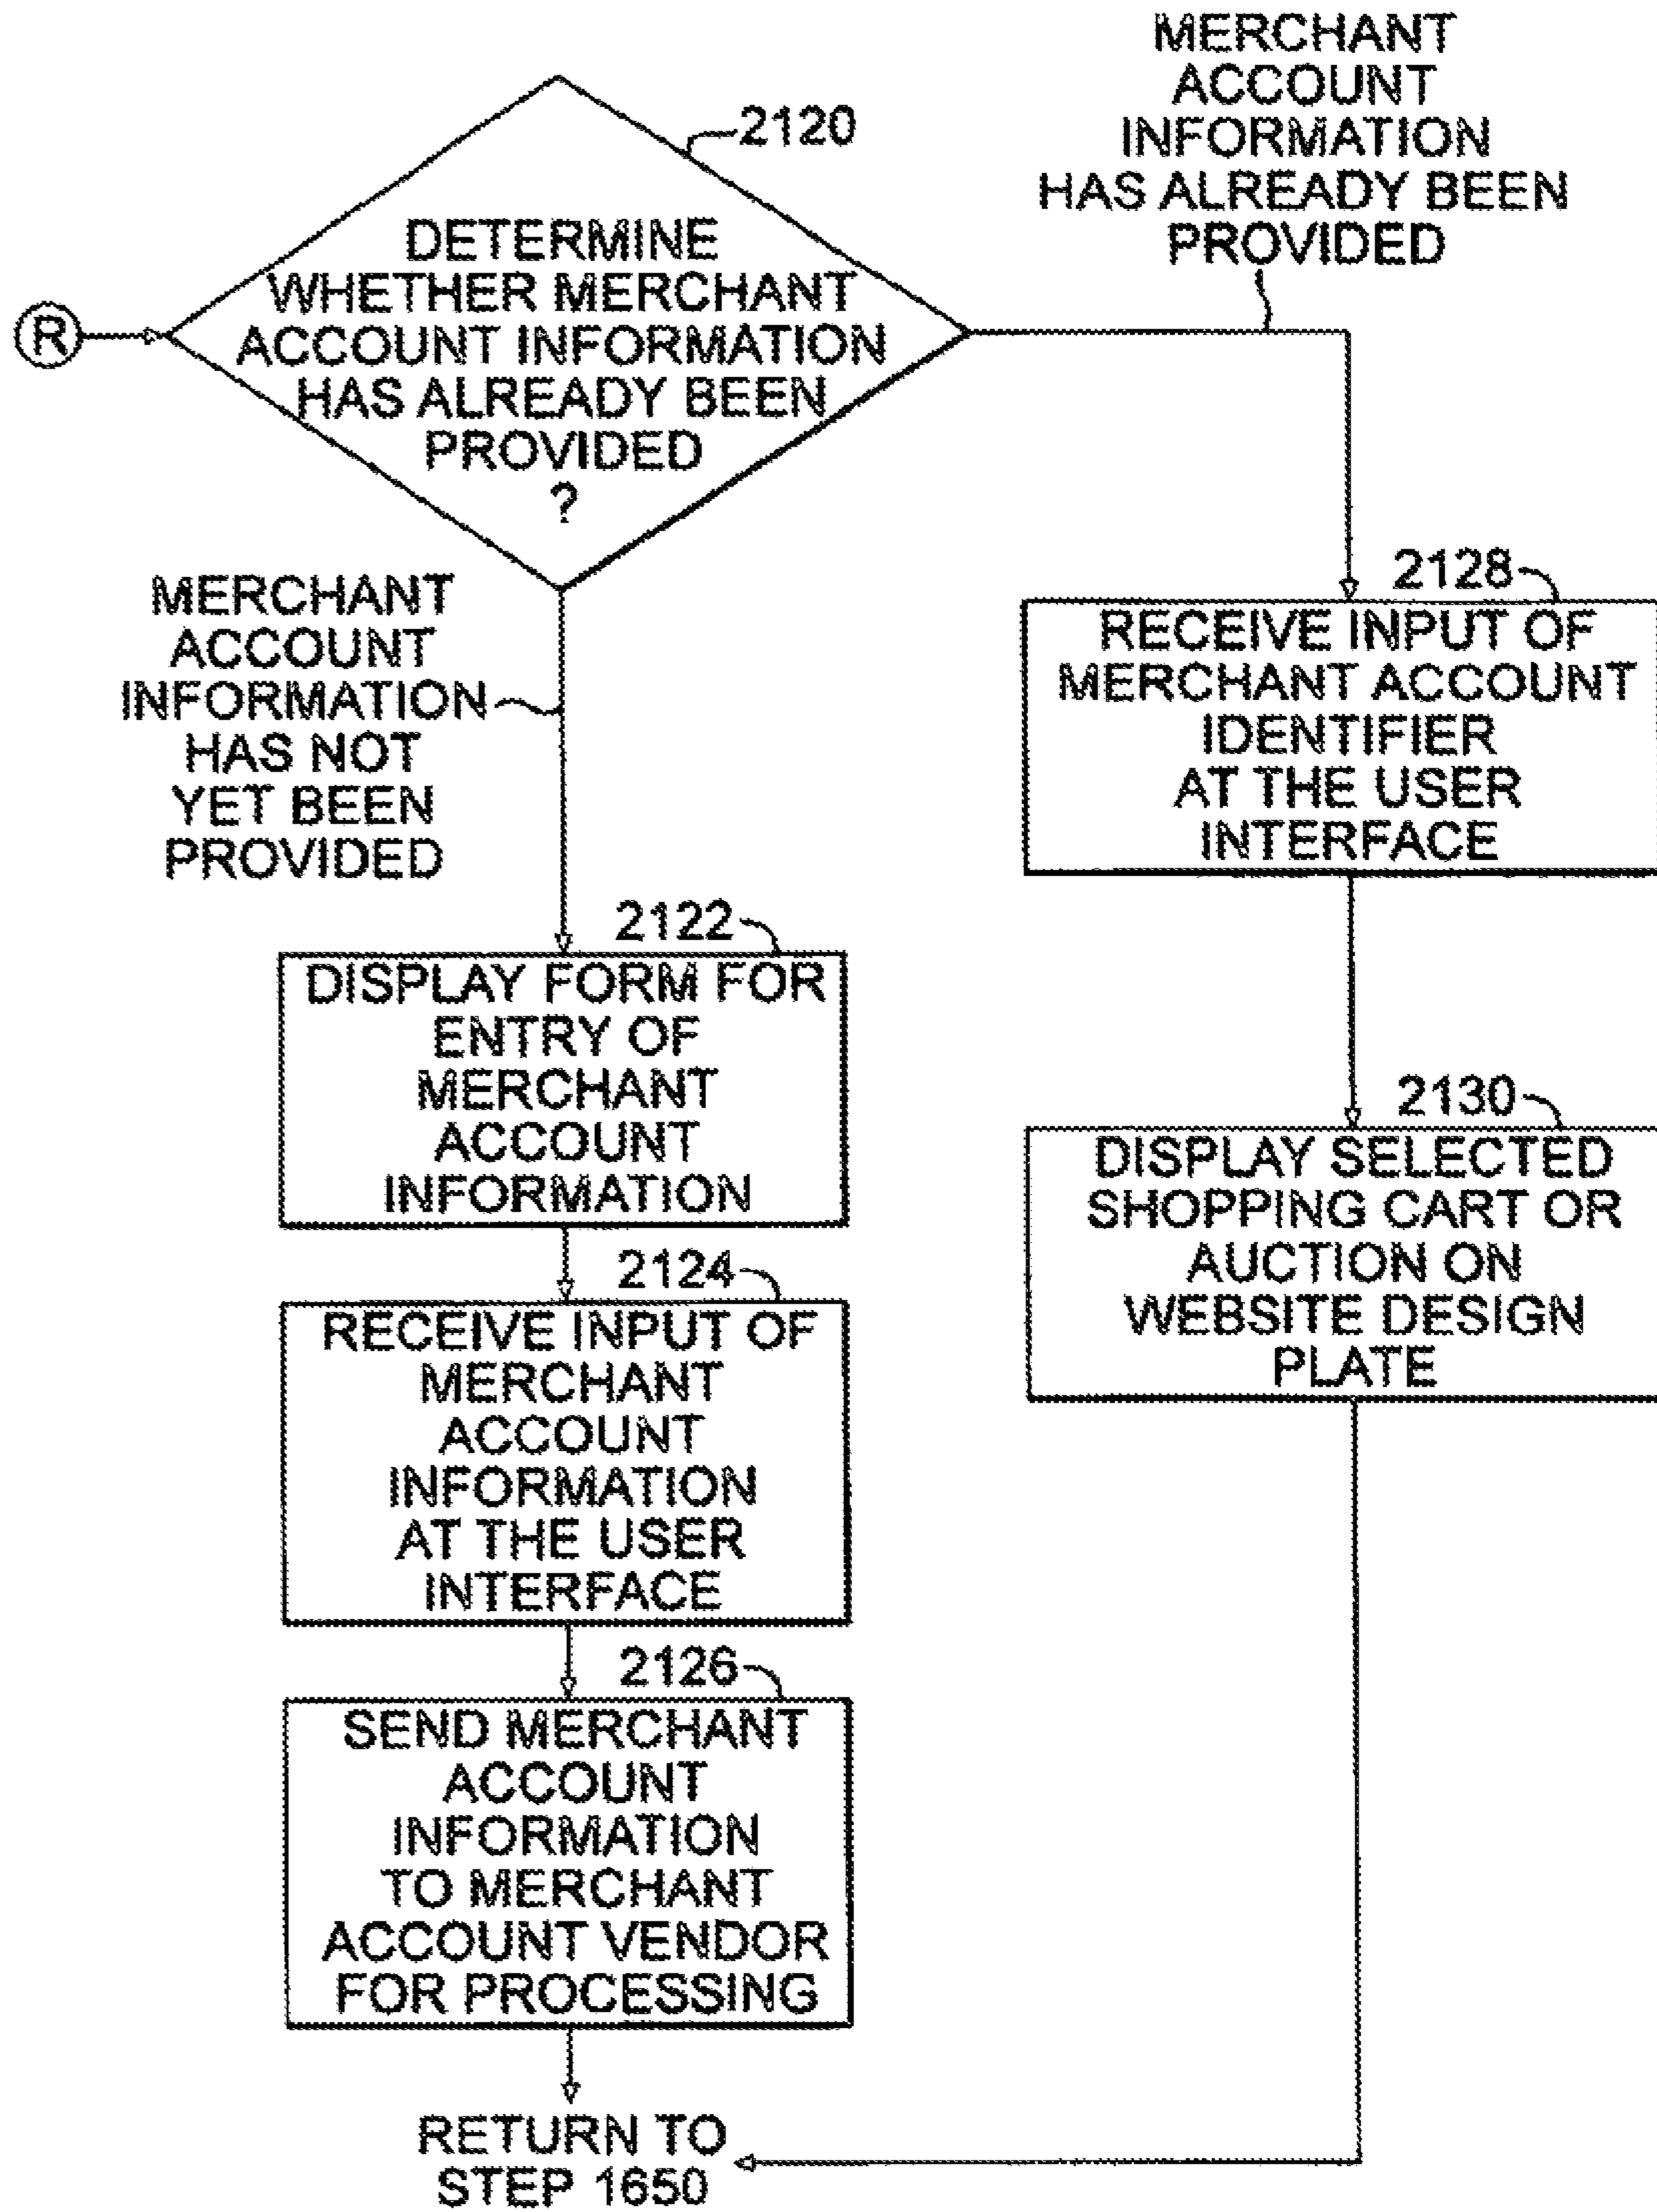 MERCHANT
ACCOUNT
INFORMATION
HAS ALREADY BEEN
PROVIDED
2120
DETERMINE
WHETHER MERCHANT
ACCOUNT INFORMATION
HAS ALREADY BEEN
PROVIDED
?
R
MERCHANT
ACCOUNT
INFORMATION
HAS NOT
YET BEEN
PROVIDED
2128
RECEIVE INPUT OF
MERCHANT ACCOUNT
IDENTIFIER
AT THE USER
INTERFACE
2122
DISPLAY FORM FOR
ENTRY OF
MERCHANT
ACCOUNT
INFORMATION
2130
DISPLAY SELECTED
SHOPPING CART OR
AUCTION ON
WEBSITE DESIGN
PLATE
2124
RECEIVE INPUT OF
MERCHANT
ACCOUNT
INFORMATION
AT THE USER
INTERFACE
2126
SEND MERCHANT
ACCOUNT
INFORMATION
TO MERCHANT
ACCOUNT VENDOR
FOR PROCESSING
RETURN TO
STEP 1650